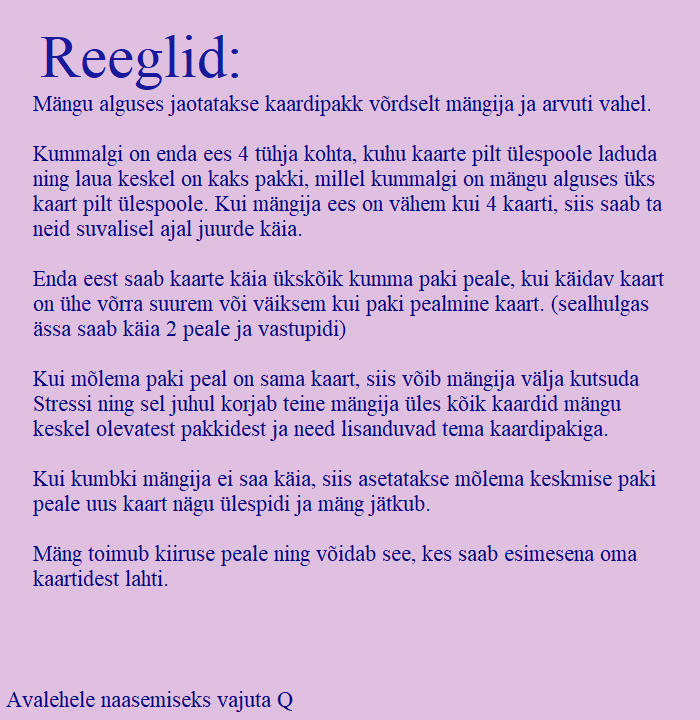 Reeglid:
Mängu alguses jaotatakse kaardipakk võrdselt mängija ja arvuti vahel.
Kummalgi on enda ees 4 tühja kohta, kuhu kaarte pilt ülespoole laduda
ning laua keskel on kaks pakki, millel kummalgi on mängu alguses üks
kaart pilt ülespoole. Kui mängija ees on vähem kui 4 kaarti, siis saab ta
neid suvalisel ajal juurde käia.
Enda eest saab kaarte käia ükskõik kumma paki peale, kui käidav kaart
on ühe võrra suurem või väiksem kui paki pealmine kaart. (sealhulgas
ässa saab käia 2 peale ja vastupidi)
Kui mõlema paki peal on sama kaart, siis võib mängija välja kutsuda
Stressi ning sel juhul korjab teine mängija üles kõik kaardid mängu
keskel olevatest pakkidest ja need lisanduvad tema kaardipakiga.
Kui kumbki mängija ei saa käia, siis asetatakse mõlema keskmise paki
peale uus kaart nägu ülespidi ja mäng jätkub.
Mäng toimub kiiruse peale ning võidab see, kes saab esimesena oma
kaartidest lahti.
Avalehele naasemiseks vajuta Q